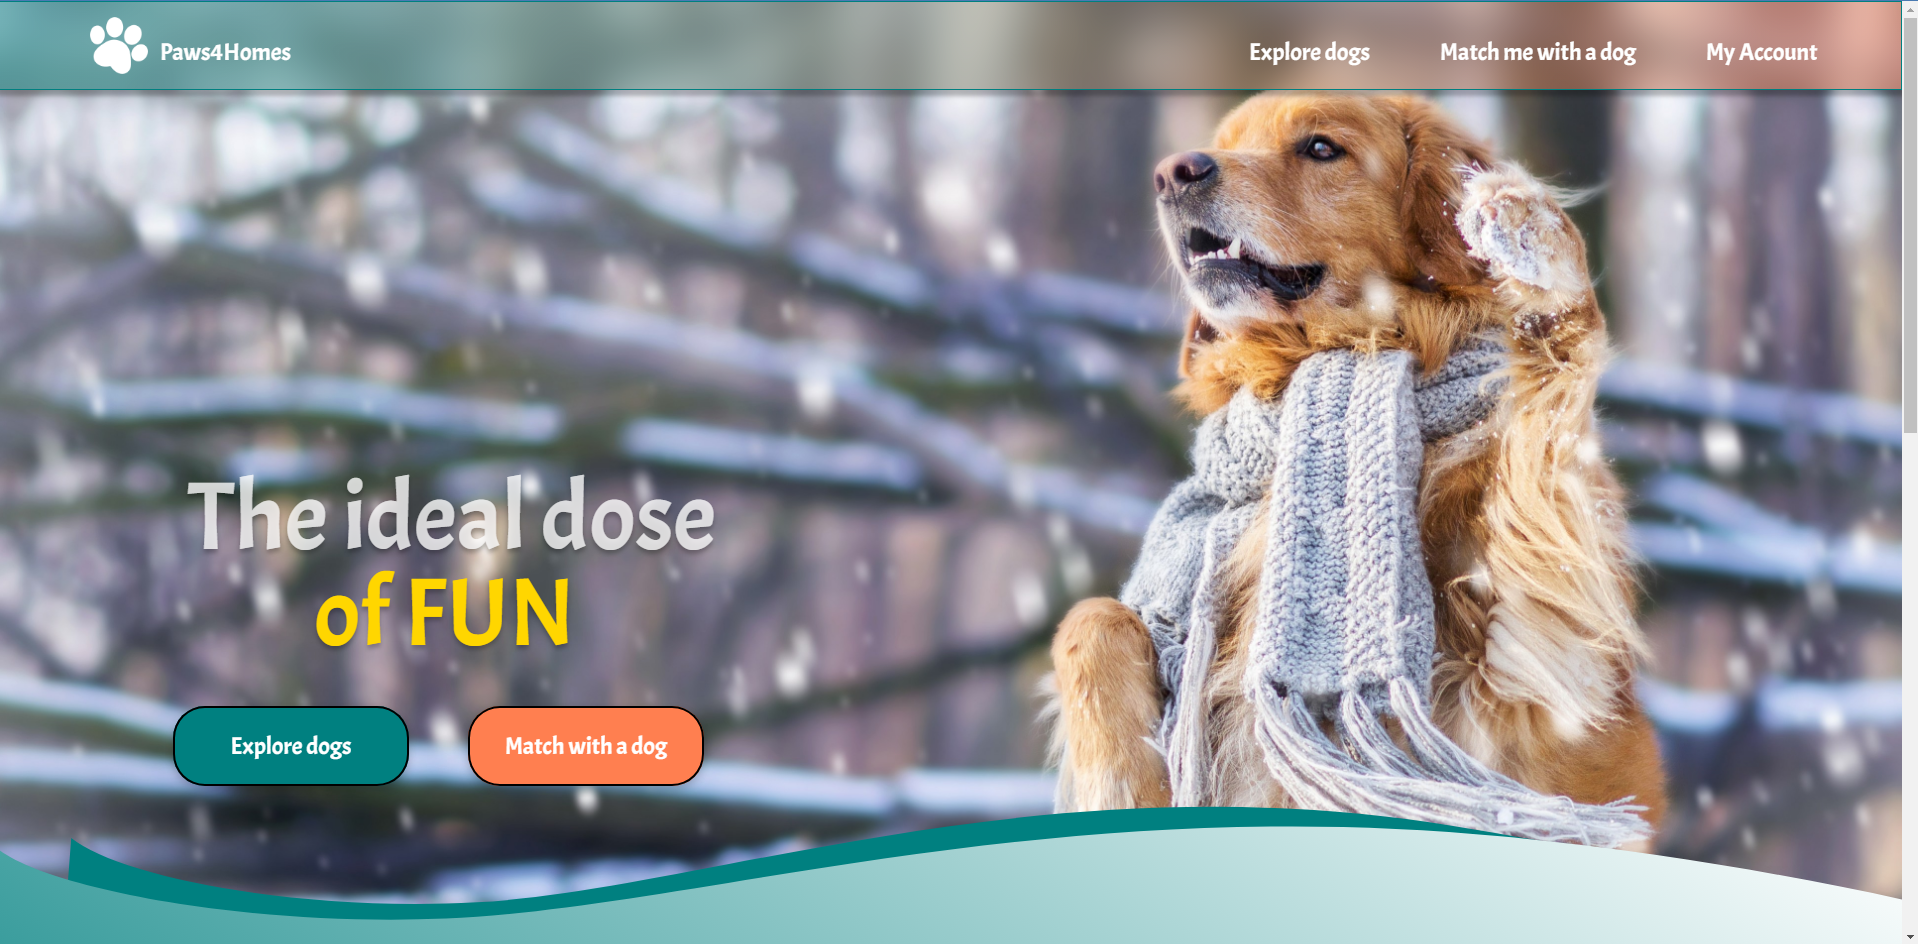 Paws4Homes
Explore dogs
Match me with a dog
My Account
The ideal dose
of FUN
Explore dogs
Match with a dog